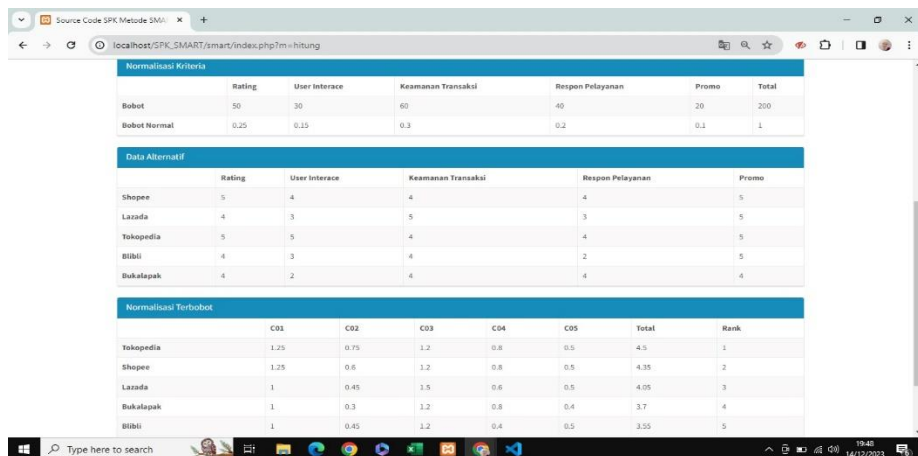 Source Code SPK Metode SMA
localhost/SPK_SMART/smart/index.php?m=hitung
Normalisasi Kriteria
Rating User Interace Keamanan Transaksi Respon Pelayanan Promo Total
Bobot 50 30 60 40 20 200
Bobot Normal 0.25 0.15 0.3 0.2 0.1 1
Data Alternatif
Rating User Interace Keamanan Transaksi Respon Pelayanan Promo
Shopee 5 4 4 4 5
Lazada 4 3 5 3 5
Tokopedia 5 5 4 4 5
Blibli 4 3 4 2 5
Bukalapak 4 2 4 4 4
Normalisasi Terbobot
C01 C02 C03 C04 C05 Total Rank
Tokopedia 1.25 0.75 1.2 0.8 0.5 4.5 1
Shopee 1.25 0.6 1.2 0.8 0.5 4.35 2
Lazada 1 0.45 1.5 0.6 0.5 4.05 3
Bukalapak 1 0.3 1.2 0.8 0.4 3.7 4
Blibli 1 0.45 1.2 0.4 0.5 3.55 5
Type here to search
19:48
14/12/2023